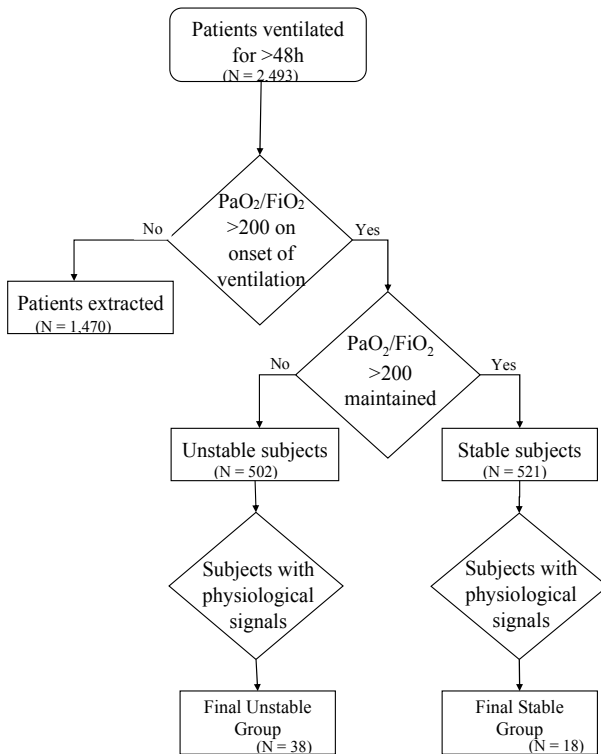 Patients ventilated
for >48h
(N = 2,493)
PaO₂/FiO₂
>200 on
onset of
ventilation
No
Yes
Patients extracted
(N = 1,470)
PaO₂/FiO₂
>200
maintained
No
Yes
Unstable subjects
(N = 502)
Stable subjects
(N = 521)
Subjects with
physiological
signals
Subjects with
physiological
signals
Final Unstable
Group
(N = 38)
Final Stable
Group
(N = 18)